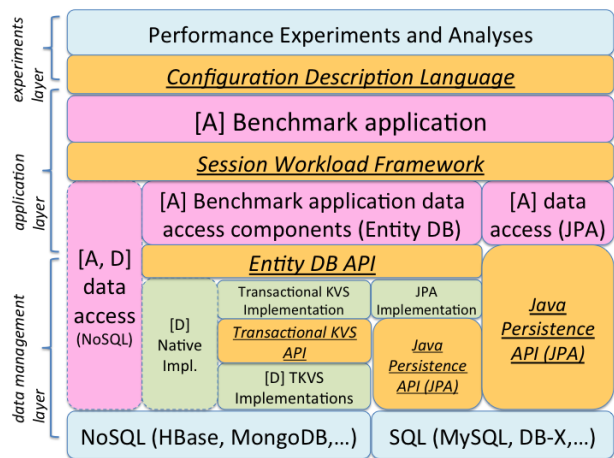 experiments
layer
Performance Experiments and Analyses
Configuration Description Language
application
layer
[A] Benchmark application
Session Workload Framework
[A] Benchmark application data
access components (Entity DB)
[A] data
access (JPA)
[A, D]
data
access
(NoSQL)
data management
layer
Entity DB API
[D]
Native
Impl.
Transactional KVS
Implementation
Transactional KVS
API
[D] TKVS
Implementations
JPA
Implementation
Java
Persistence
API (JPA)
Java
Persistence
API (JPA)
NoSQL (HBase, MongoDB,...)
SQL (MySQL, DB-X,...)